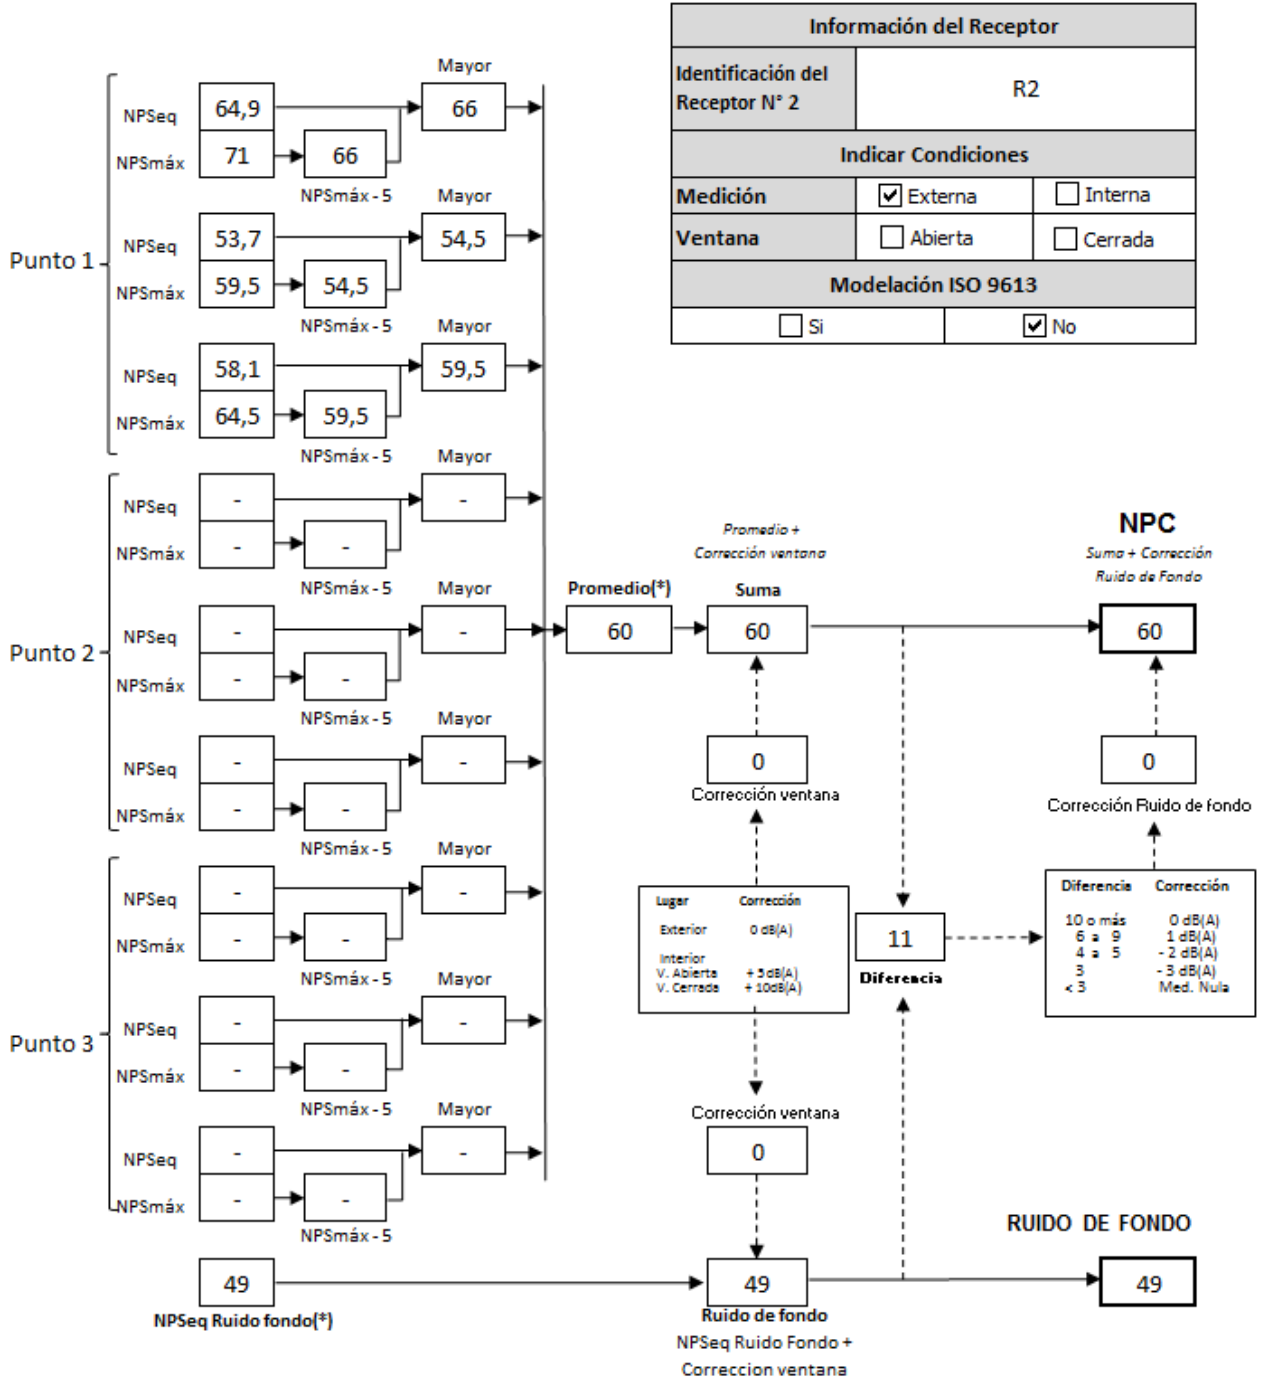 Información del Receptor
Identificación del
Receptor N° 2
R2
Indicar Condiciones
Medición
Externa
Interna
Ventana
Abierta
Cerrada
Modelación ISO 9613
Si
No
Punto 1
Mayor
NPSeq
64,9
66
NPSmáx
71
66
NPSmáx - 5
Mayor
NPSeq
53,7
54,5
NPSmáx
59,5
54,5
NPSmáx - 5
Mayor
NPSeq
58,1
59,5
NPSmáx
64,5
59,5
NPSmáx - 5
Punto 2
Mayor
NPSeq
-
-
NPSmáx
-
-
NPSmáx - 5
Mayor
NPSeq
-
-
NPSmáx
-
-
NPSmáx - 5
Mayor
NPSeq
-
-
NPSmáx
-
-
NPSmáx - 5
Punto 3
Mayor
NPSeq
-
-
NPSmáx
-
-
NPSmáx - 5
Mayor
NPSeq
-
-
NPSmáx
-
-
NPSmáx - 5
Mayor
NPSeq
-
-
NPSmáx
-
-
NPSmáx - 5
49
NPSeq Ruido fondo(*)
Promedio(*)
60
Promedio +
Corrección ventana
Suma
60
0
Corrección ventana
Lugar Corrección
Exterior 0 dB(A)
Interior
V. Abierta + 5dB(A)
V. Cerrada + 10dB(A)
Corrección ventana
0
49
Ruido de fondo
NPSeq Ruido Fondo +
Correccion ventana
11
Diferencia
NPC
Suma + Corrección
Ruido de Fondo
60
0
Corrección Ruido de fondo
Diferencia Corrección
10 o más 0 dB(A)
6 a 9 1 dB(A)
4 a 5 - 2 dB(A)
3 - 3 dB(A)
< 3 Med. Nula
RUIDO DE FONDO
49